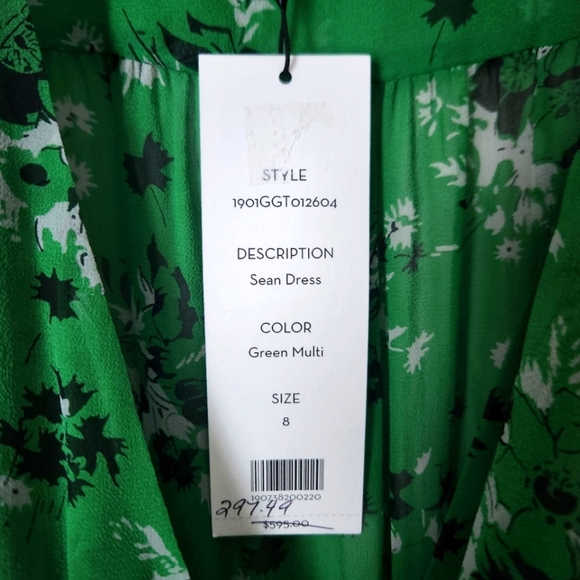 STYLE
1901GGT012604
DESCRIPTION
Sean Dress
COLOR
Green Multi
SIZE
8
190738200220
297.49
$595.00